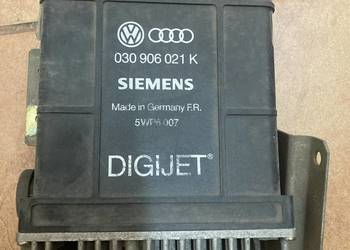 030 906 021 K
SIEMENS
Made in Germany F.R.
5WP6 007
DIGIJET®